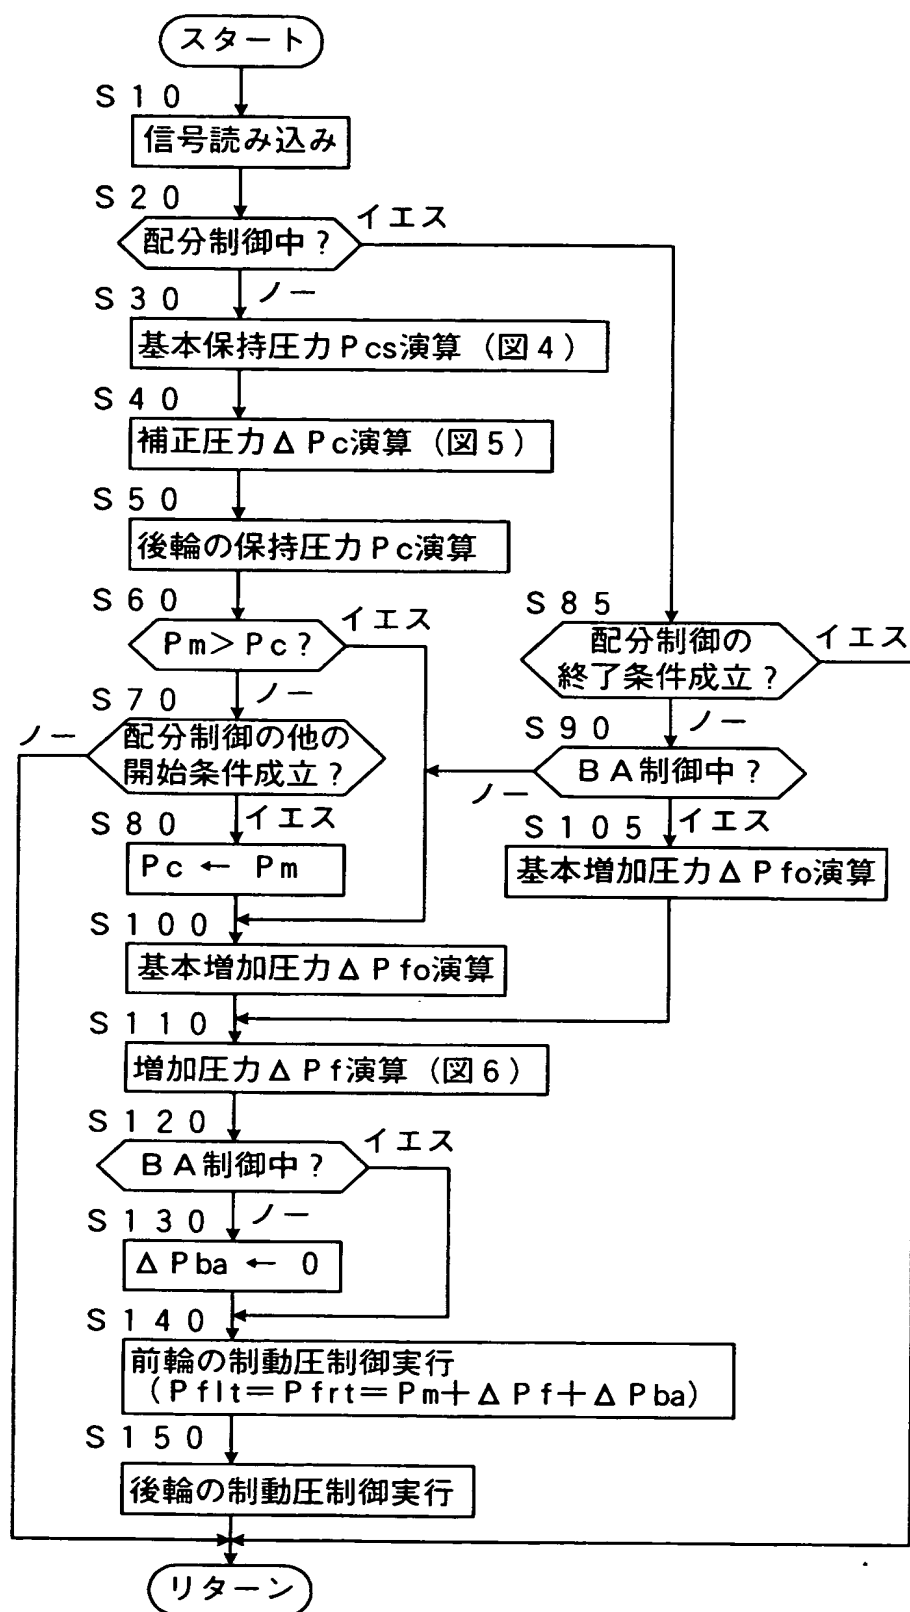 スタート
S10
信号読み込み
S20
配分制御中？
イエス
ノー
S30
基本保持圧力Pcs演算（図4）
S40
補正圧力ΔPc演算（図5）
S50
後輪の保持圧力Pc演算
S60
Pm＞Pc？
イエス
ノー
S70
配分制御の他の
開始条件成立？
ノー
イエス
S80
Pc ← Pm
S85
配分制御の
終了条件成立？
イエス
ノー
S90
BA制御中？
ノー
イエス
S105
基本増加圧力ΔPfo演算
S100
基本増加圧力ΔPfo演算
S110
増加圧力ΔPf演算（図6）
S120
BA制御中？
イエス
ノー
S130
ΔPba ← 0
S140
前輪の制動圧制御実行
（Pflt＝Pfrt＝Pm＋ΔPf＋ΔPba）
S150
後輪の制動圧制御実行
リターン